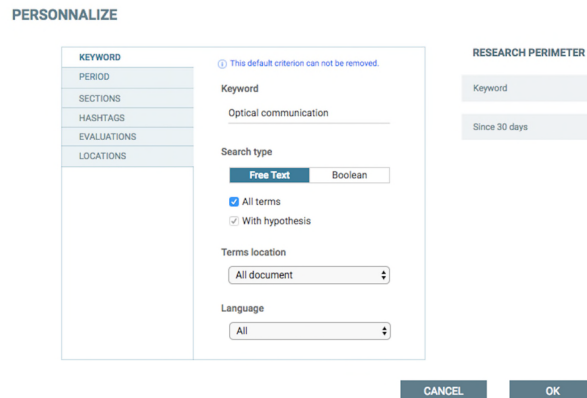 PERSONNALIZE
KEYWORD
PERIOD
SECTIONS
HASHTAGS
EVALUATIONS
LOCATIONS
This default criterion can not be removed.
Keyword
Optical communication
Search type
Free Text Boolean
All terms
With hypothesis
Terms location
All document
Language
All
RESEARCH PERIMETER
Keyword
Since 30 days
CANCEL OK